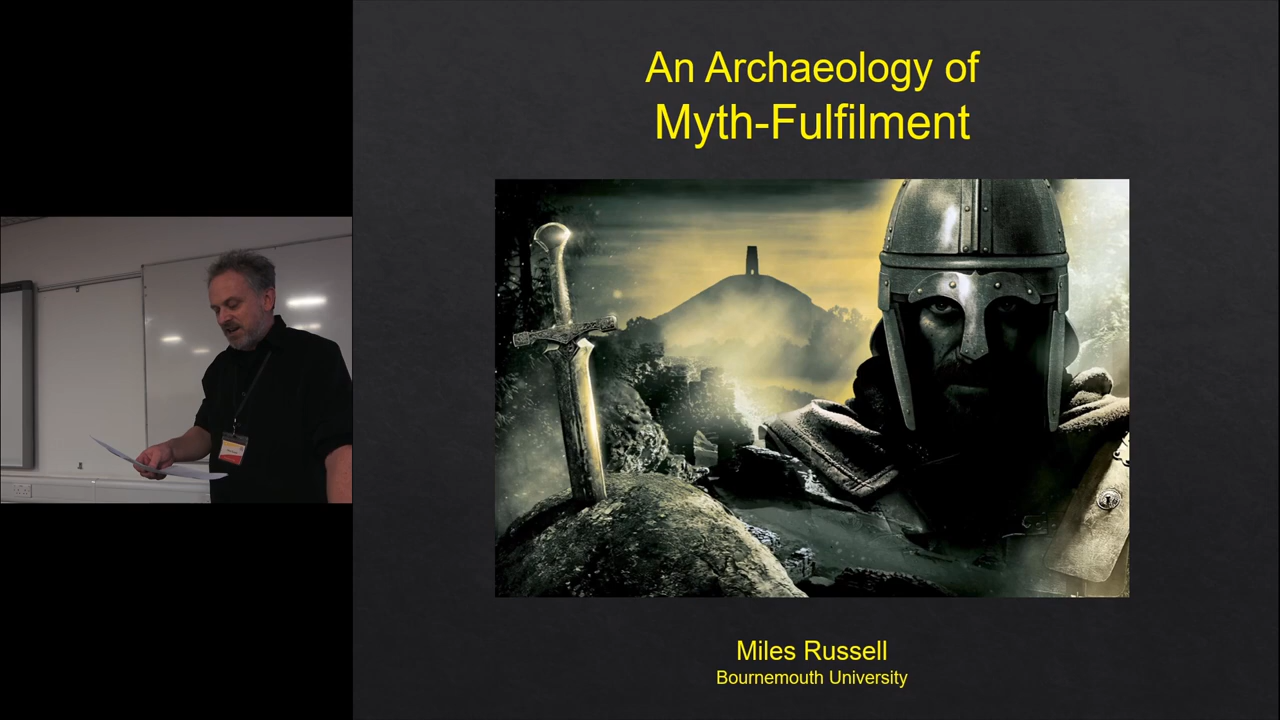 An Archaeology of
Myth-Fulfilment
Miles Russell
Bournemouth University